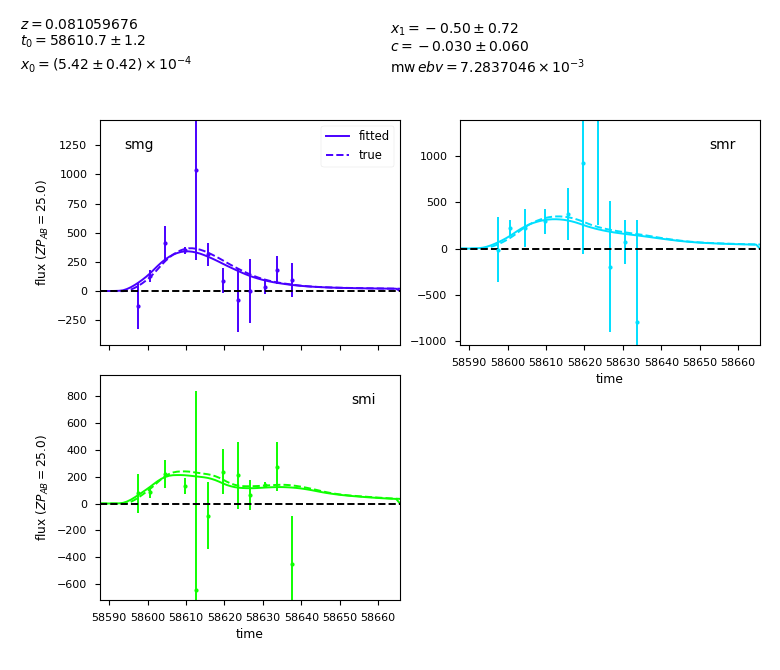 z = 0.081059676
t₀ = 58610.7 ± 1.2
x₀ = (5.42 ± 0.42) × 10⁻⁴
x₁ = −0.50 ± 0.72
c = −0.030 ± 0.060
mw ebv = 7.2837046 × 10⁻³
smg
fitted
true
flux (ZP_AB = 25.0)
1250
1000
750
500
250
0
−250
smr
1000
500
0
−500
−1000
58590 58600 58610 58620 58630 58640 58650 58660
time
smi
flux (ZP_AB = 25.0)
800
600
400
200
0
−200
−400
−600
58590 58600 58610 58620 58630 58640 58650 58660
time